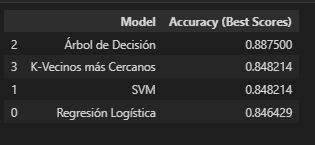 Model Accuracy (Best Scores)
2 Árbol de Decisión 0.887500
3 K-Vecinos más Cercanos 0.848214
1 SVM 0.848214
0 Regresión Logística 0.846429